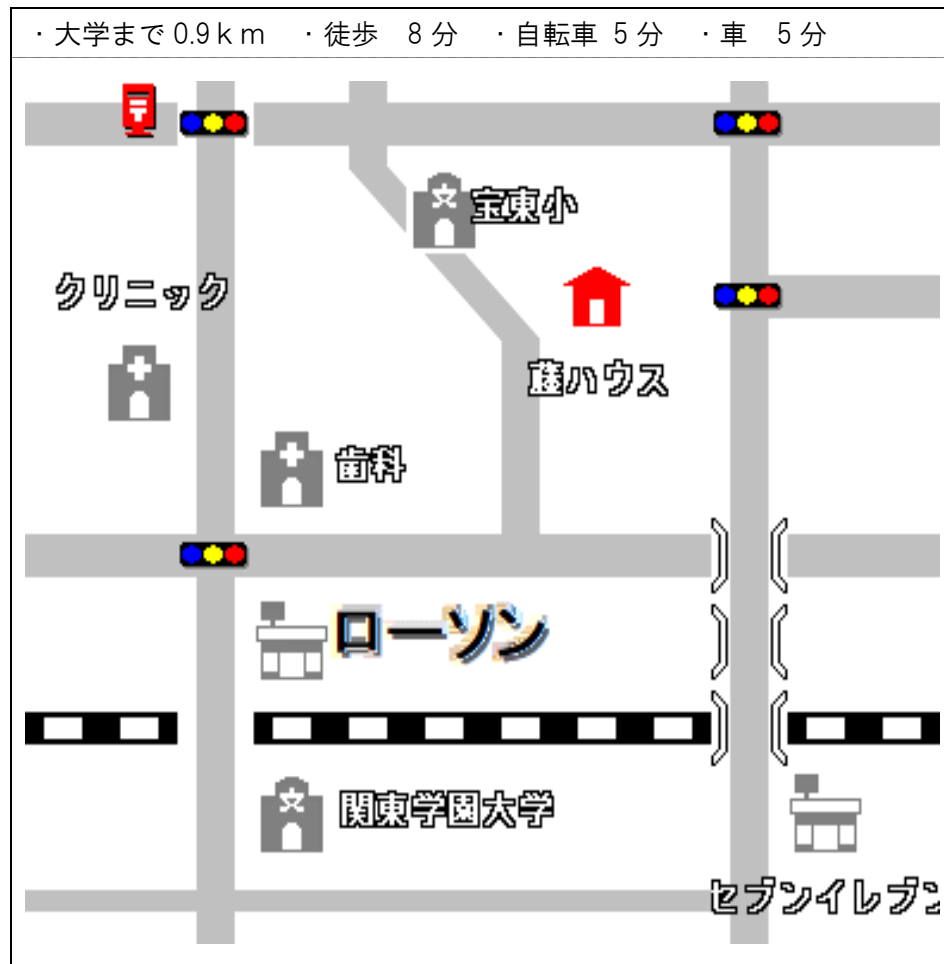 ・大学まで 0.9ｋｍ　・徒歩　8 分　・自転車 5 分　・車　5 分
文
宝東小
クリニック
藤ハウス
歯科
ローソン
文
関東学園大学
セブンイレブン